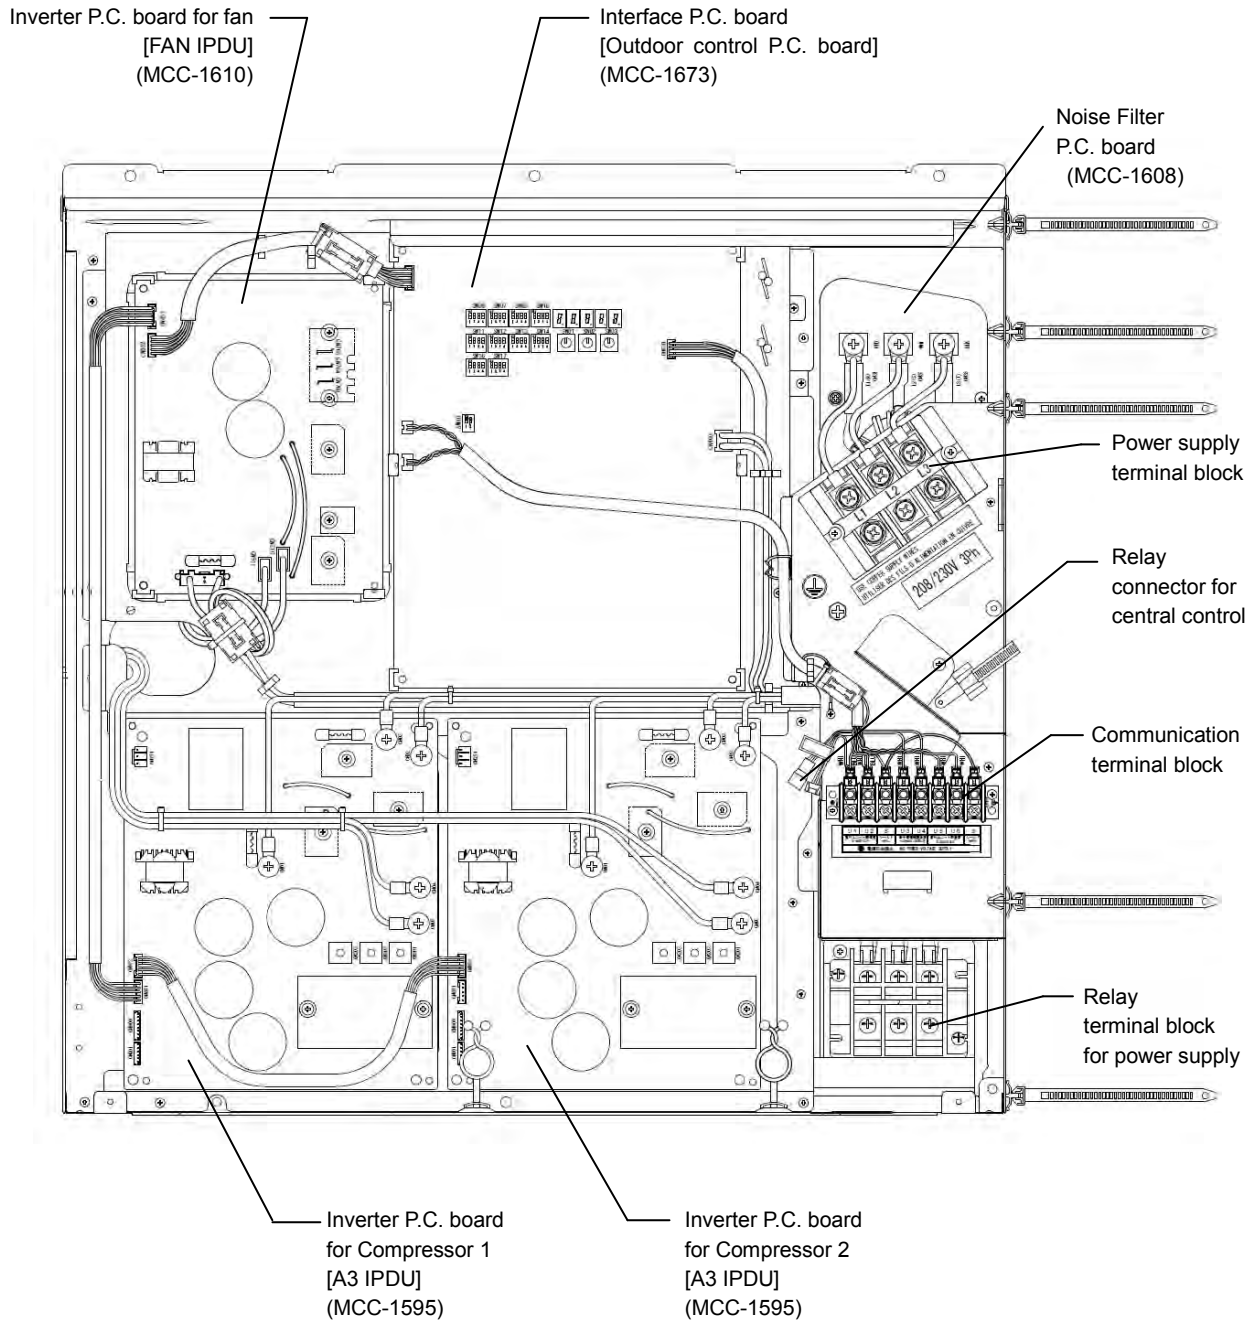 Inverter P.C. board for fan
[FAN IPDU]
(MCC-1610)
Interface P.C. board
[Outdoor control P.C. board]
(MCC-1673)
Noise Filter
P.C. board
(MCC-1608)
Power supply
terminal block
L1
L2
L3
208/230V 3Ph
Relay
connector for
central control
Communication
terminal block
Relay
terminal block
for power supply
Inverter P.C. board
for Compressor 1
[A3 IPDU]
(MCC-1595)
Inverter P.C. board
for Compressor 2
[A3 IPDU]
(MCC-1595)